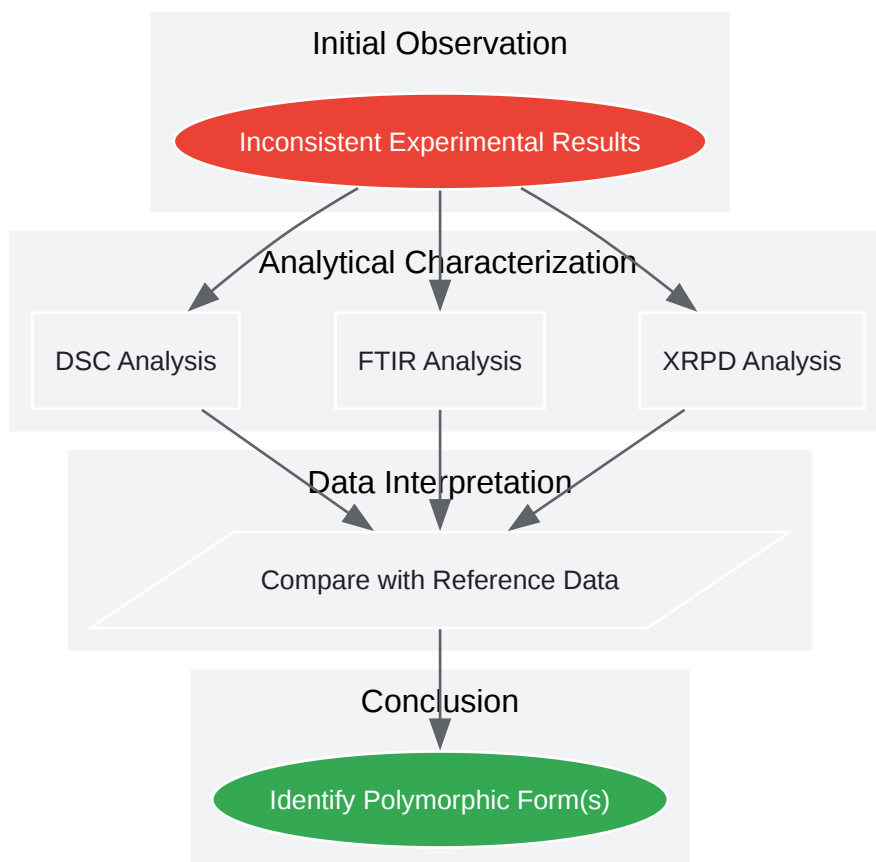 Initial Observation
Inconsistent Experimental Results
Analytical Characterization
DSC Analysis
FTIR Analysis
XRPD Analysis
Data Interpretation
Compare with Reference Data
Conclusion
Identify Polymorphic Form(s)